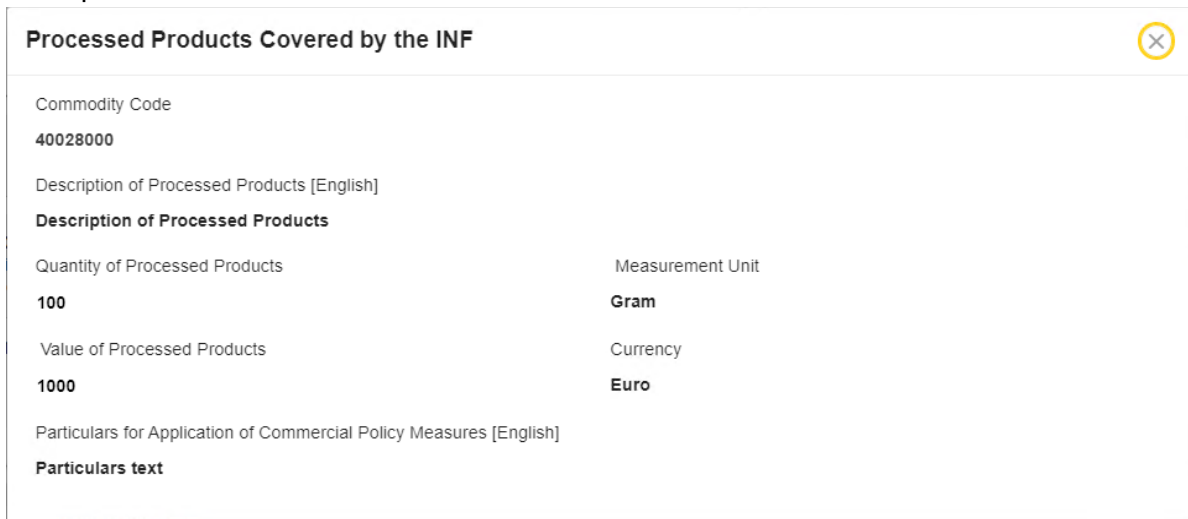 Processed Products Covered by the INF
Commodity Code
40028000
Description of Processed Products [English]
Description of Processed Products
Quantity of Processed Products Measurement Unit
100 Gram
Value of Processed Products Currency
1000 Euro
Particulars for Application of Commercial Policy Measures [English]
Particulars text